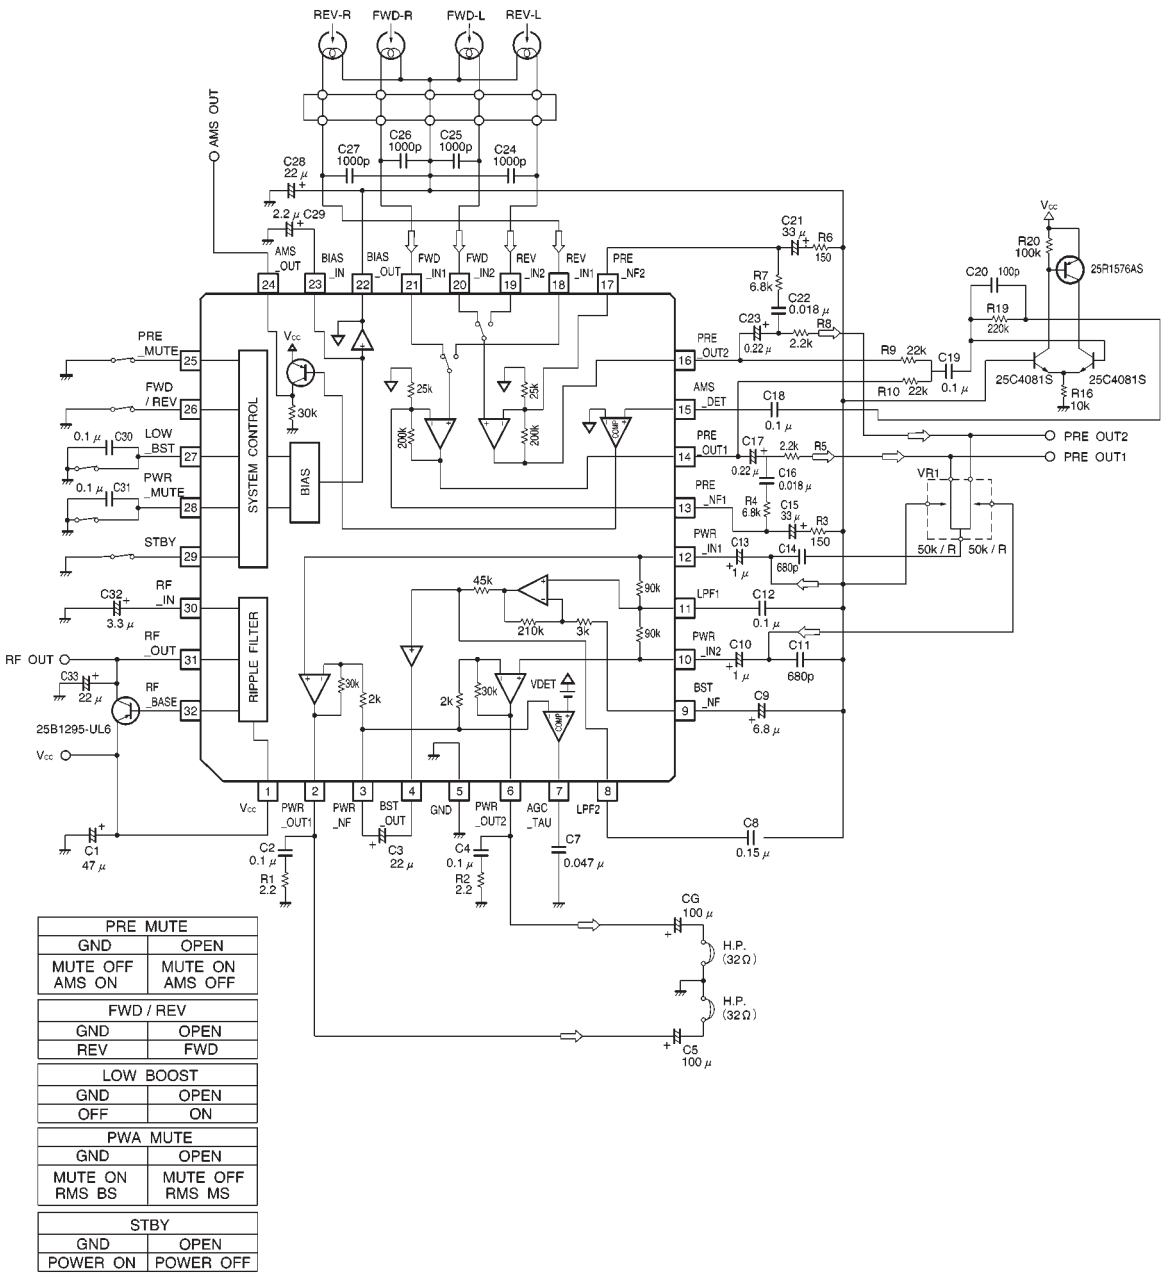 REV-R FWD-R FWD-L REV-L
AMS OUT
C26 1000p
C25 1000p
C27 1000p
C24 1000p
C28 22 µ +
2.2 µ C29 +
AMS _OUT
BIAS _IN
BIAS _OUT
FWD _IN1
FWD _IN2
REV _IN2
REV _IN1
PRE _NF2
24 23 22 21 20 19 18 17
C21 33 µ +
R6 150
R7 6.8k
C22 0.018 µ
C23 + 0.22 µ
R8
2.2k
Vcc
R20 100k
25R1576AS
C20 100p
R19 220k
25C4081S
25C4081S
R16 10k
PRE _MUTE 25
FWD / REV 26
0.1 µ C30
LOW _BST 27
0.1 µ C31
PWR _MUTE 28
STBY 29
C32 + 3.3 µ
RF _IN 30
RF OUT
RF _OUT 31
C33 + 22 µ
RF _BASE 32
25B1295-UL6
Vcc
+ C1 47 µ
SYSTEM CONTROL
BIAS
RIPPLE FILTER
Vcc
30k
25k
200k
25k
200k
COMP
45k
210k
3k
90k
90k
30k
2k
2k
30k
VDET
COMP
PRE _OUT2 16
R9 22k
R10 22k
C19 0.1 µ
AMS _DET 15
C18 0.1 µ
PRE _OUT1 14
C17 + 0.22 µ
2.2k
R5
C16 0.018 µ
PRE OUT2
PRE OUT1
VR1
50k / R 50k / R
PRE _NF1 13
R4 6.8k
C15 33 µ +
R3 150
PWR _IN1 12
C13 + 1 µ
C14 680p
LPF1 11
C12 0.1 µ
PWR _IN2 10
C10 + 1 µ
C11 680p
BST _NF 9
C9 + 6.8 µ
1 2 3 4 5 6 7 8
Vcc
PWR _OUT1
PWR _NF
BST _OUT
GND
PWR _OUT2
AGC _TAU
LPF2
C2 0.1 µ
R1 2.2
+ C3 22 µ
C4 0.1 µ
R2 2.2
C7 0.047 µ
C8 0.15 µ
CG 100 µ +
H.P. (32Ω)
H.P. (32Ω)
+ C5 100 µ
PRE MUTE
GND OPEN
MUTE OFF MUTE ON
AMS ON AMS OFF
FWD / REV
GND OPEN
REV FWD
LOW BOOST
GND OPEN
OFF ON
PWA MUTE
GND OPEN
MUTE ON MUTE OFF
RMS BS RMS MS
STBY
GND OPEN
POWER ON POWER OFF